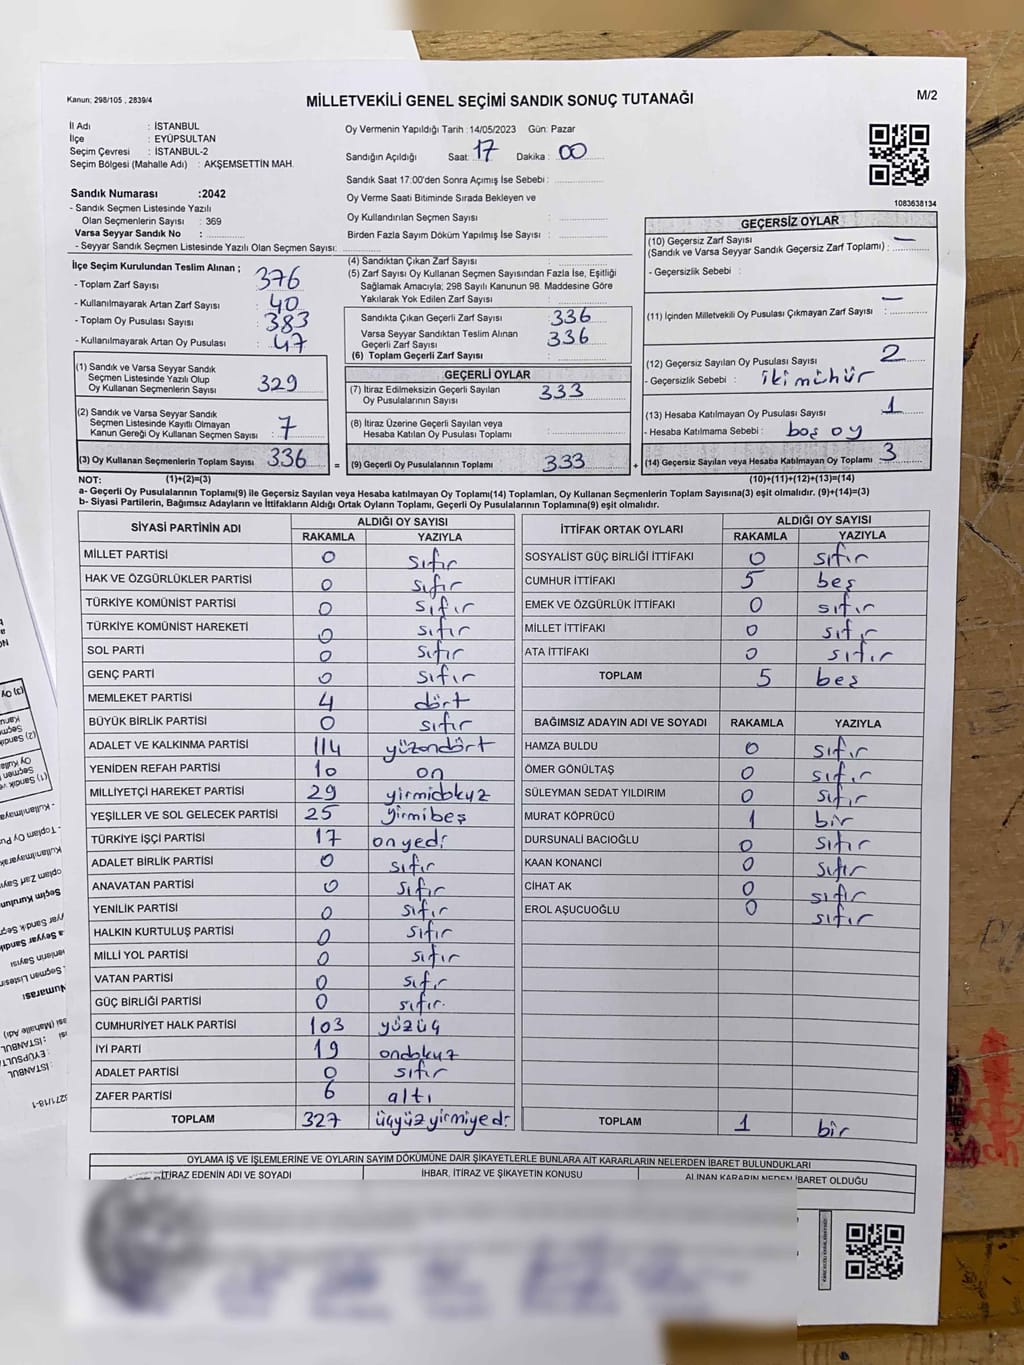 Kanun; 298/105 , 2839/4
MİLLETVEKİLİ GENEL SEÇİMİ SANDIK SONUÇ TUTANAĞI
M/2
İl Adı : İSTANBUL
İlçe : EYÜPSULTAN
Seçim Çevresi : İSTANBUL-2
Seçim Bölgesi (Mahalle Adı) : AKŞEMSETTİN MAH.
Sandık Numarası :2042
- Sandık Seçmen Listesinde Yazılı
Olan Seçmenlerin Sayısı : 369
Varsa Seyyar Sandık No :
- Seyyar Sandık Seçmen Listesinde Yazılı Olan Seçmen Sayısı:
Oy Vermenin Yapıldığı Tarih : 14/05/2023 Gün: Pazar
Sandığın Açıldığı Saat: 17 Dakika : 00
Sandık Saat 17:00'den Sonra Açımış İse Sebebi :
Oy Verme Saati Bitiminde Sırada Bekleyen ve
Oy Kullandırılan Seçmen Sayısı :
Birden Fazla Sayım Döküm Yapılmış İse Sayısı :
1083638134
İlçe Seçim Kurulundan Teslim Alınan ;
- Toplam Zarf Sayısı : 376
- Kullanılmayarak Artan Zarf Sayısı : 40
- Toplam Oy Pusulası Sayısı : 383
- Kullanılmayarak Artan Oy Pusulası : 47
(1) Sandık ve Varsa Seyyar Sandık
Seçmen Listesinde Yazılı Olup
Oy Kullanan Seçmenlerin Sayısı : 329
(2) Sandık ve Varsa Seyyar Sandık
Seçmen Listesinde Kayıtlı Olmayan
Kanun Gereği Oy Kullanan Seçmen Sayısı : 7
(3) Oy Kullanan Seçmenlerin Toplam Sayısı 336
(4) Sandıktan Çıkan Zarf Sayısı :
(5) Zarf Sayısı Oy Kullanan Seçmen Sayısından Fazla İse, Eşitliği
Sağlamak Amacıyla; 298 Sayılı Kanunun 98. Maddesine Göre
Yakılarak Yok Edilen Zarf Sayısı :
Sandıkta Çıkan Geçerli Zarf Sayısı : 336
Varsa Seyyar Sandıktan Teslim Alınan
Geçerli Zarf Sayısı : 336
(6) Toplam Geçerli Zarf Sayısı :
GEÇERLİ OYLAR
(7) İtiraz Edilmeksizin Geçerli Sayılan
Oy Pusulalarının Sayısı : 333
(8) İtiraz Üzerine Geçerli Sayılan veya
Hesaba Katılan Oy Pusulası Toplamı :
= (9) Geçerli Oy Pusulalarının Toplamı 333 +
GEÇERSİZ OYLAR
(10) Geçersiz Zarf Sayısı
(Sandık ve Varsa Seyyar Sandık Geçersiz Zarf Toplamı) : —
- Geçersizlik Sebebi :
(11) İçinden Milletvekili Oy Pusulası Çıkmayan Zarf Sayısı : —
(12) Geçersiz Sayılan Oy Pusulası Sayısı : 2
- Geçersizlik Sebebi : iki mühür
(13) Hesaba Katılmayan Oy Pusulası Sayısı : 1
- Hesaba Katılmama Sebebi : boş oy
(14) Geçersiz Sayılan veya Hesaba Katılmayan Oy Toplamı 3
NOT: (1)+(2)=(3) (10)+(11)+(12)+(13)=(14)
a- Geçerli Oy Pusulalarının Toplamı(9) ile Geçersiz Sayılan veya Hesaba katılmayan Oy Toplamı(14) Toplamları, Oy Kullanan Seçmenlerin Toplam Sayısına(3) eşit olmalıdır. (9)+(14)=(3)
b- Siyasi Partilerin, Bağımsız Adayların ve İttifakların Aldığı Ortak Oyların Toplamı, Geçerli Oy Pusulalarının Toplamına(9) eşit olmalıdır.
SİYASİ PARTİNİN ADI ALDIĞI OY SAYISI
RAKAMLA YAZIYLA
MİLLET PARTİSİ 0 sıfır
HAK VE ÖZGÜRLÜKLER PARTİSİ 0 sıfır
TÜRKİYE KOMÜNİST PARTİSİ 0 sıfır
TÜRKİYE KOMÜNİST HAREKETİ 0 sıfır
SOL PARTİ 0 sıfır
GENÇ PARTİ 0 sıfır
MEMLEKET PARTİSİ 4 dört
BÜYÜK BİRLİK PARTİSİ 0 sıfır
ADALET VE KALKINMA PARTİSİ 114 yüzondört
YENİDEN REFAH PARTİSİ 10 on
MİLLİYETÇİ HAREKET PARTİSİ 29 yirmidokuz
YEŞİLLER VE SOL GELECEK PARTİSİ 25 yirmibeş
TÜRKİYE İŞÇİ PARTİSİ 17 onyedi
ADALET BİRLİK PARTİSİ 0 sıfır
ANAVATAN PARTİSİ 0 sıfır
YENİLİK PARTİSİ 0 sıfır
HALKIN KURTULUŞ PARTİSİ 0 sıfır
MİLLİ YOL PARTİSİ 0 sıfır
VATAN PARTİSİ 0 sıfır
GÜÇ BİRLİĞİ PARTİSİ 0 sıfır
CUMHURİYET HALK PARTİSİ 103 yüzüç
İYİ PARTİ 19 ondokuz
ADALET PARTİSİ 0 sıfır
ZAFER PARTİSİ 6 altı
TOPLAM 327 üçyüzyirmiyedi
İTTİFAK ORTAK OYLARI ALDIĞI OY SAYISI
RAKAMLA YAZIYLA
SOSYALİST GÜÇ BİRLİĞİ İTTİFAKI 0 sıfır
CUMHUR İTTİFAKI 5 beş
EMEK VE ÖZGÜRLÜK İTTİFAKI 0 sıfır
MİLLET İTTİFAKI 0 sıfır
ATA İTTİFAKI 0 sıfır
TOPLAM 5 beş
BAĞIMSIZ ADAYIN ADI VE SOYADI RAKAMLA YAZIYLA
HAMZA BULDU 0 sıfır
ÖMER GÖNÜLTAŞ 0 sıfır
SÜLEYMAN SEDAT YILDIRIM 0 sıfır
MURAT KÖPRÜCÜ 1 bir
DURSUNALİ BACIOĞLU 0 sıfır
KAAN KONANCİ 0 sıfır
CİHAT AK 0 sıfır
EROL AŞUCUOĞLU 0 sıfır
TOPLAM 1 bir
OYLAMA İŞ VE İŞLEMLERİNE VE OYLARIN SAYIM DÖKÜMÜNE DAİR ŞİKAYETLERLE BUNLARA AİT KARARLARIN NELERDEN İBARET BULUNDUKLARI
İTİRAZ EDENİN ADI VE SOYADI İHBAR, İTİRAZ VE ŞİKAYETİN KONUSU ALINAN KARARIN NEDEN İBARET OLDUĞU